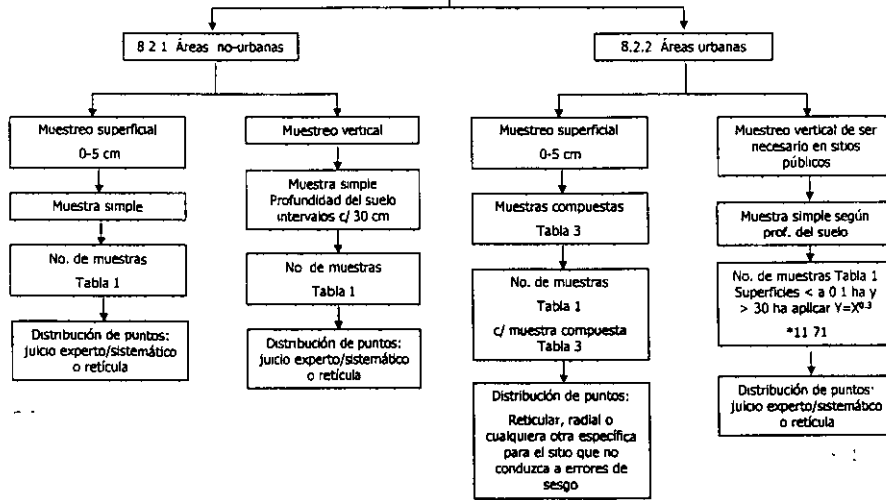 8 2 1 Áreas no-urbanas
8.2.2 Áreas urbanas
Muestreo superficial
0-5 cm
Muestra simple
No. de muestras
Tabla 1
Distribución de puntos:
juicio experto/sistemático
o retícula
Muestreo vertical
Muestra simple
Profundidad del suelo
intervalos c/ 30 cm
No de muestras
Tabla 1
Distribución de puntos:
juicio experto/sistemático
o retícula
Muestreo superficial
0-5 cm
Muestras compuestas
Tabla 3
No. de muestras
Tabla 1
c/ muestra compuesta
Tabla 3
Distribución de puntos:
Reticular, radial o
cualquiera otra específica
para el sitio que no
conduzca a errores de
sesgo
Muestreo vertical de ser
necesario en sitios
públicos
Muestra simple según
prof. del suelo
No. de muestras Tabla 1
Superficies < a 0 1 ha y
> 30 ha aplicar Y=X^0.3
*11 71
Distribución de puntos:
juicio experto/sistemático
o retícula